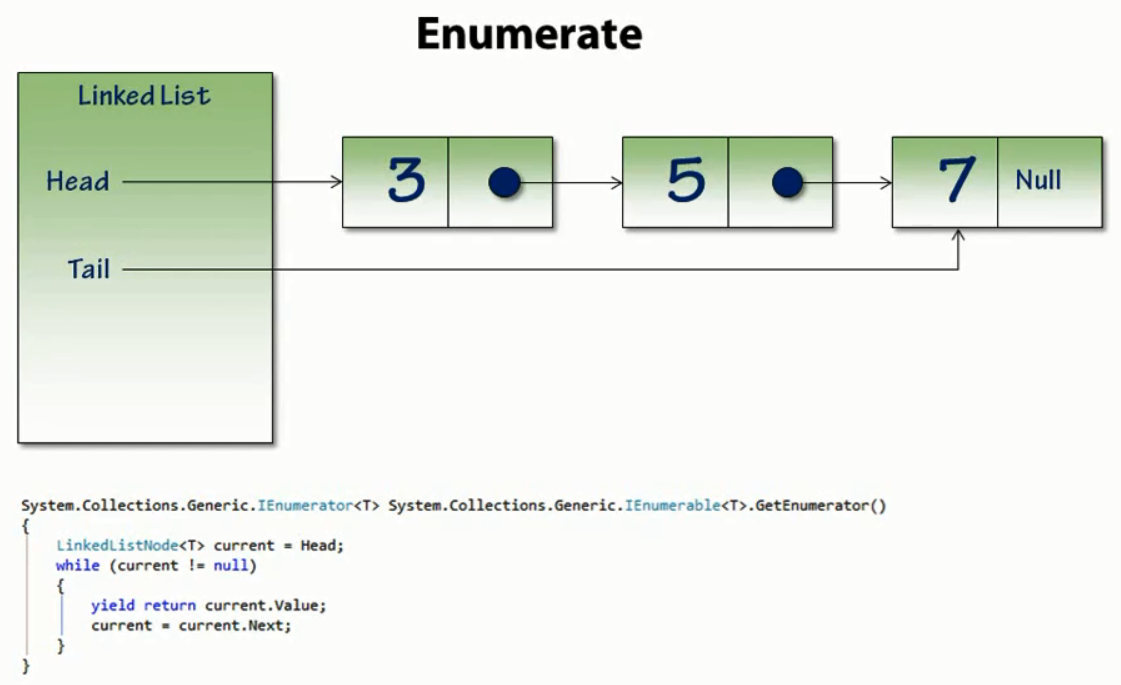 Enumerate
Linked List
Head
3
5
7
Null
Tail
System.Collections.Generic.IEnumerator<T> System.Collections.Generic.IEnumerable<T>.GetEnumerator()
{
    LinkedListNode<T> current = Head;
    while (current != null)
    {
        yield return current.Value;
        current = current.Next;
    }
}